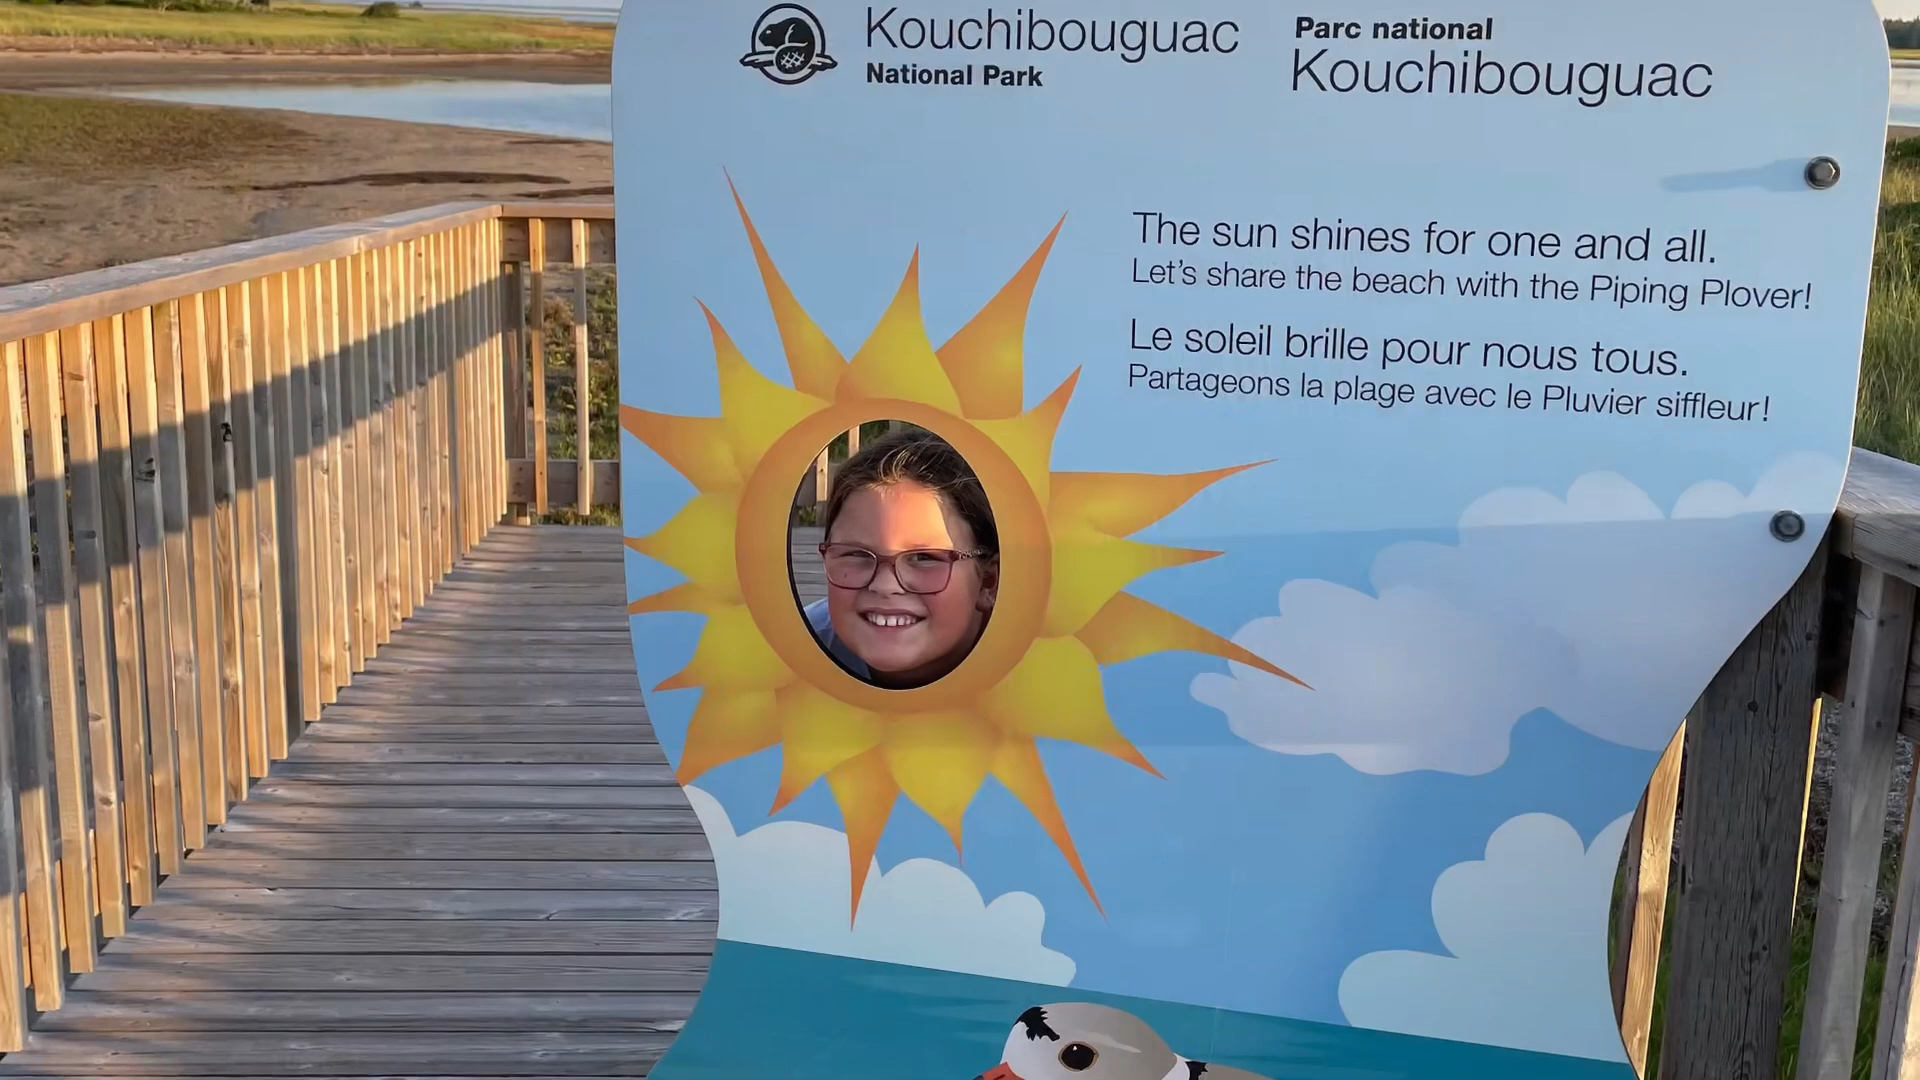 Kouchibouguac
National Park
Parc national
Kouchibouguac
The sun shines for one and all.
Let's share the beach with the Piping Plover!
Le soleil brille pour nous tous.
Partageons la plage avec le Pluvier siffleur!